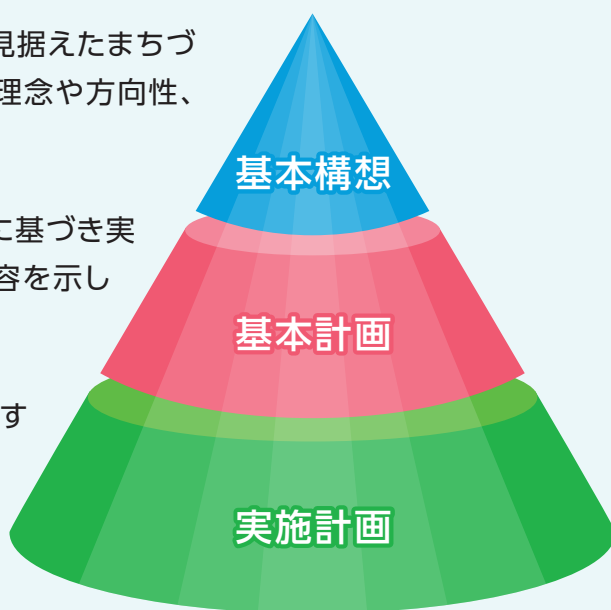 見据えたまちづ
理念や方向性、
に基づき実
容を示し
す
基本構想
基本計画
実施計画